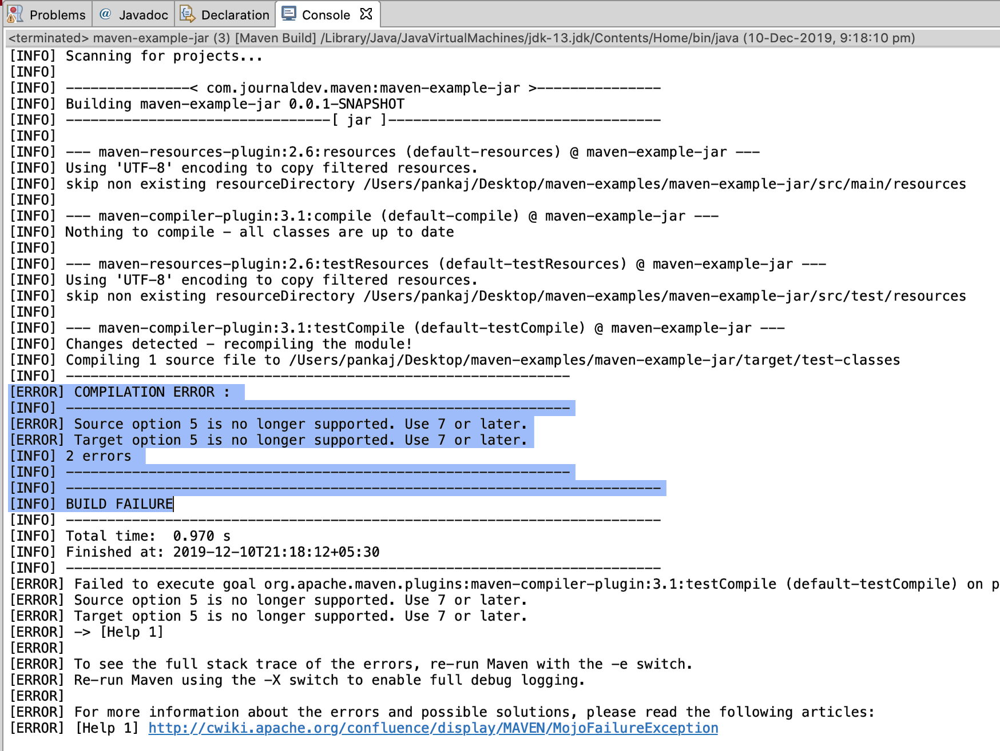 Problems @ Javadoc Declaration Console
<terminated> maven-example-jar (3) [Maven Build] /Library/Java/JavaVirtualMachines/jdk-13.jdk/Contents/Home/bin/java (10-Dec-2019, 9:18:10 pm)
[INFO] Scanning for projects...
[INFO]
[INFO] ---------------< com.journaldev.maven:maven-example-jar >---------------
[INFO] Building maven-example-jar 0.0.1-SNAPSHOT
[INFO] --------------------------------[ jar ]---------------------------------
[INFO]
[INFO] --- maven-resources-plugin:2.6:resources (default-resources) @ maven-example-jar ---
[INFO] Using 'UTF-8' encoding to copy filtered resources.
[INFO] skip non existing resourceDirectory /Users/pankaj/Desktop/maven-examples/maven-example-jar/src/main/resources
[INFO]
[INFO] --- maven-compiler-plugin:3.1:compile (default-compile) @ maven-example-jar ---
[INFO] Nothing to compile - all classes are up to date
[INFO]
[INFO] --- maven-resources-plugin:2.6:testResources (default-testResources) @ maven-example-jar ---
[INFO] Using 'UTF-8' encoding to copy filtered resources.
[INFO] skip non existing resourceDirectory /Users/pankaj/Desktop/maven-examples/maven-example-jar/src/test/resources
[INFO]
[INFO] --- maven-compiler-plugin:3.1:testCompile (default-testCompile) @ maven-example-jar ---
[INFO] Changes detected - recompiling the module!
[INFO] Compiling 1 source file to /Users/pankaj/Desktop/maven-examples/maven-example-jar/target/test-classes
[INFO] -------------------------------------------------------------
[ERROR] COMPILATION ERROR :
[INFO] -------------------------------------------------------------
[ERROR] Source option 5 is no longer supported. Use 7 or later.
[ERROR] Target option 5 is no longer supported. Use 7 or later.
[INFO] 2 errors
[INFO] -------------------------------------------------------------
[INFO] ------------------------------------------------------------------------
[INFO] BUILD FAILURE
[INFO] ------------------------------------------------------------------------
[INFO] Total time:  0.970 s
[INFO] Finished at: 2019-12-10T21:18:12+05:30
[INFO] ------------------------------------------------------------------------
[ERROR] Failed to execute goal org.apache.maven.plugins:maven-compiler-plugin:3.1:testCompile (default-testCompile) on p
[ERROR] Source option 5 is no longer supported. Use 7 or later.
[ERROR] Target option 5 is no longer supported. Use 7 or later.
[ERROR] -> [Help 1]
[ERROR]
[ERROR] To see the full stack trace of the errors, re-run Maven with the -e switch.
[ERROR] Re-run Maven using the -X switch to enable full debug logging.
[ERROR]
[ERROR] For more information about the errors and possible solutions, please read the following articles:
[ERROR] [Help 1] http://cwiki.apache.org/confluence/display/MAVEN/MojoFailureException